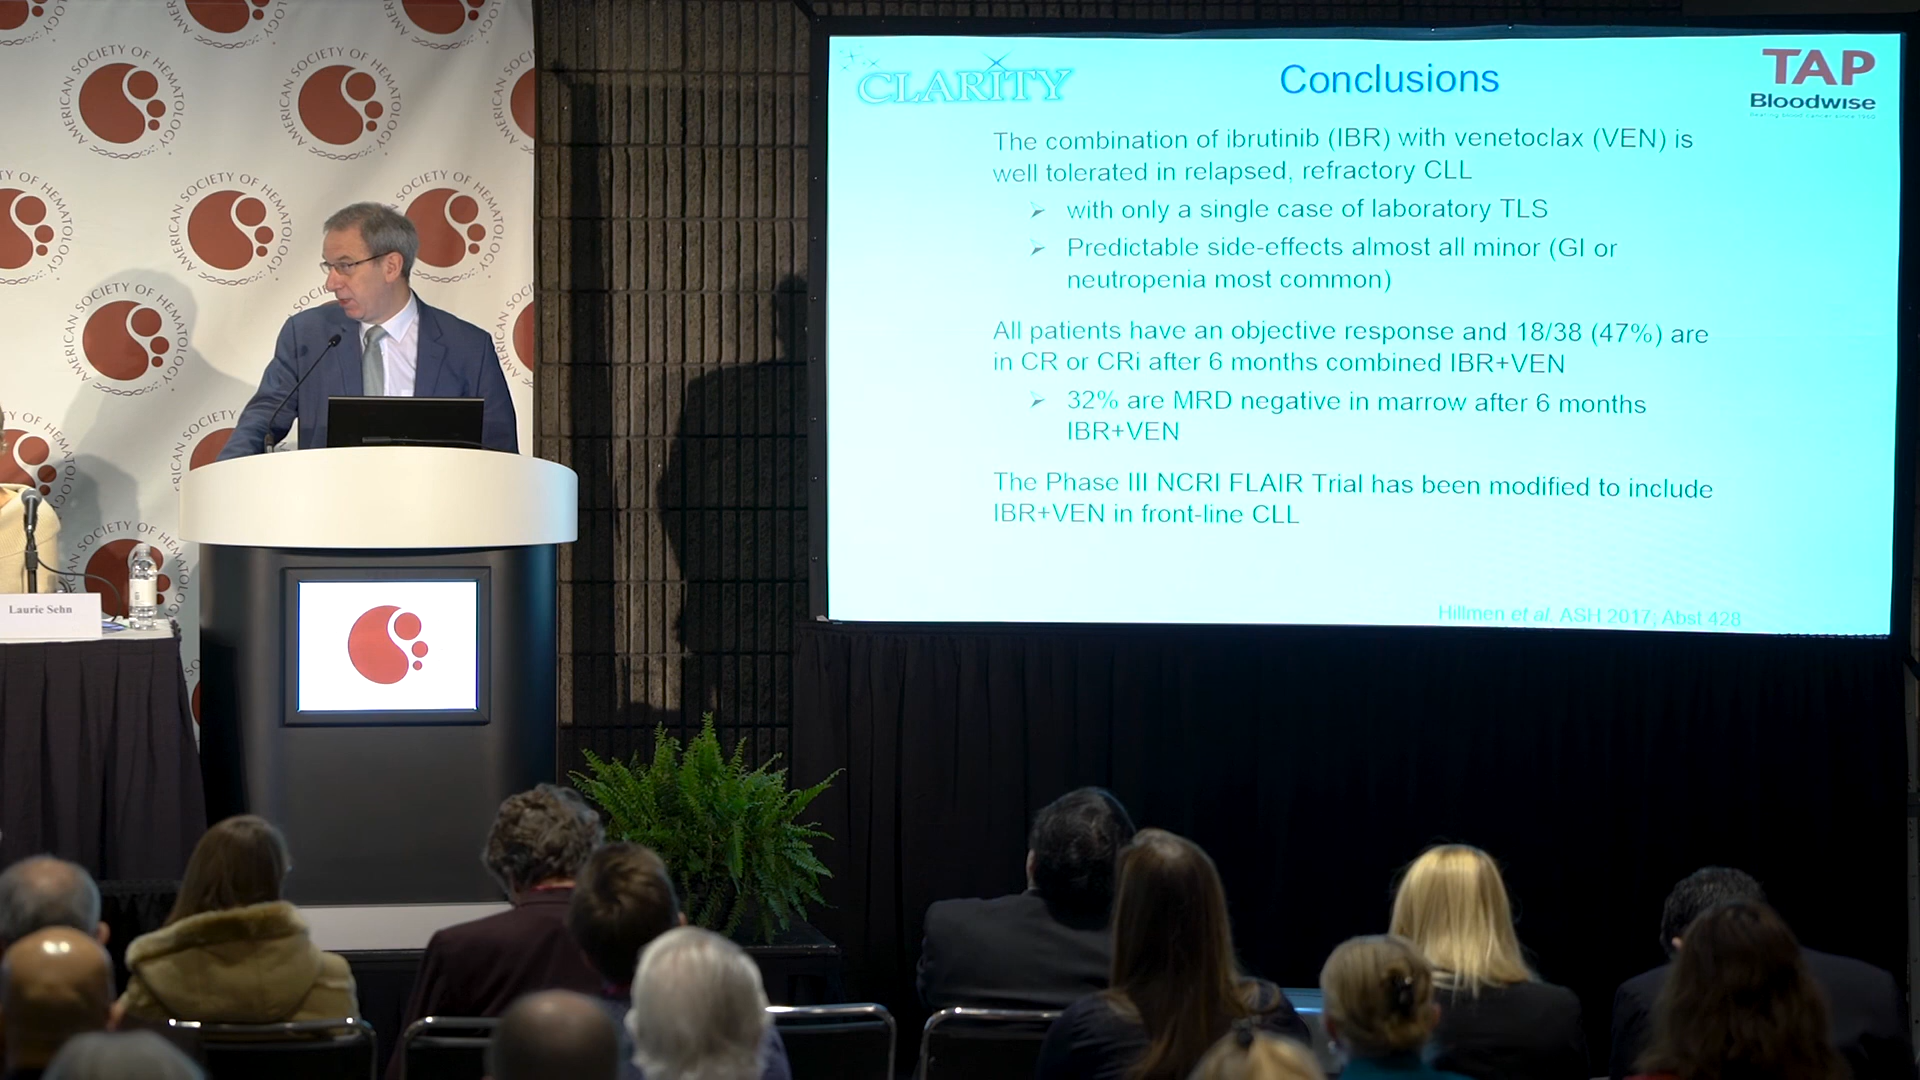 AMERICAN SOCIETY OF HEMATOLOGY
Laurie Sehn
CLARITY
Conclusions
TAP
Bloodwise
The combination of ibrutinib (IBR) with venetoclax (VEN) is
well tolerated in relapsed, refractory CLL
➢ with only a single case of laboratory TLS
➢ Predictable side-effects almost all minor (GI or
neutropenia most common)
All patients have an objective response and 18/38 (47%) are
in CR or CRi after 6 months combined IBR+VEN
➢ 32% are MRD negative in marrow after 6 months
IBR+VEN
The Phase III NCRI FLAIR Trial has been modified to include
IBR+VEN in front-line CLL
Hillmen et al. ASH 2017; Abst 428